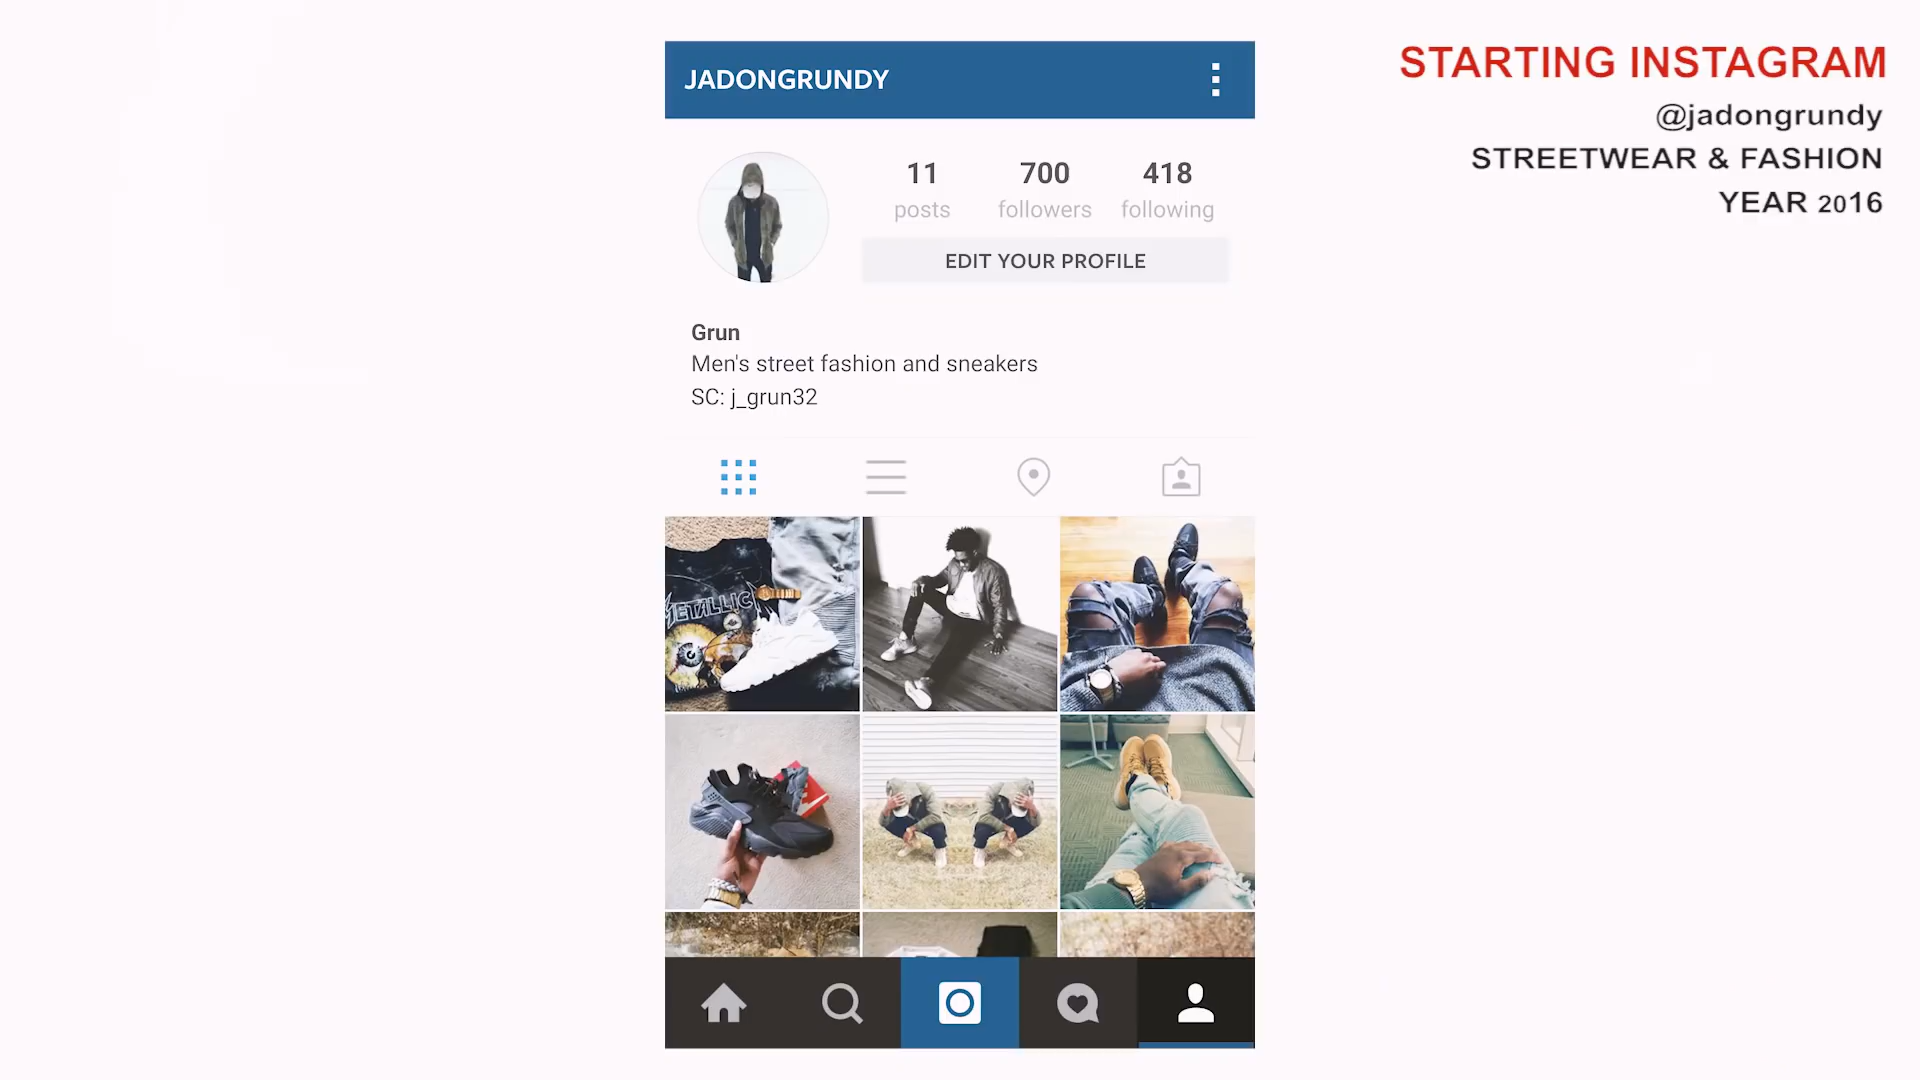 JADONGRUNDY
STARTING INSTAGRAM
@jadongrundy
STREETWEAR & FASHION
YEAR 2016
11 700 418
posts followers following
EDIT YOUR PROFILE
Grun
Men's street fashion and sneakers
SC: j_grun32
METALLIC